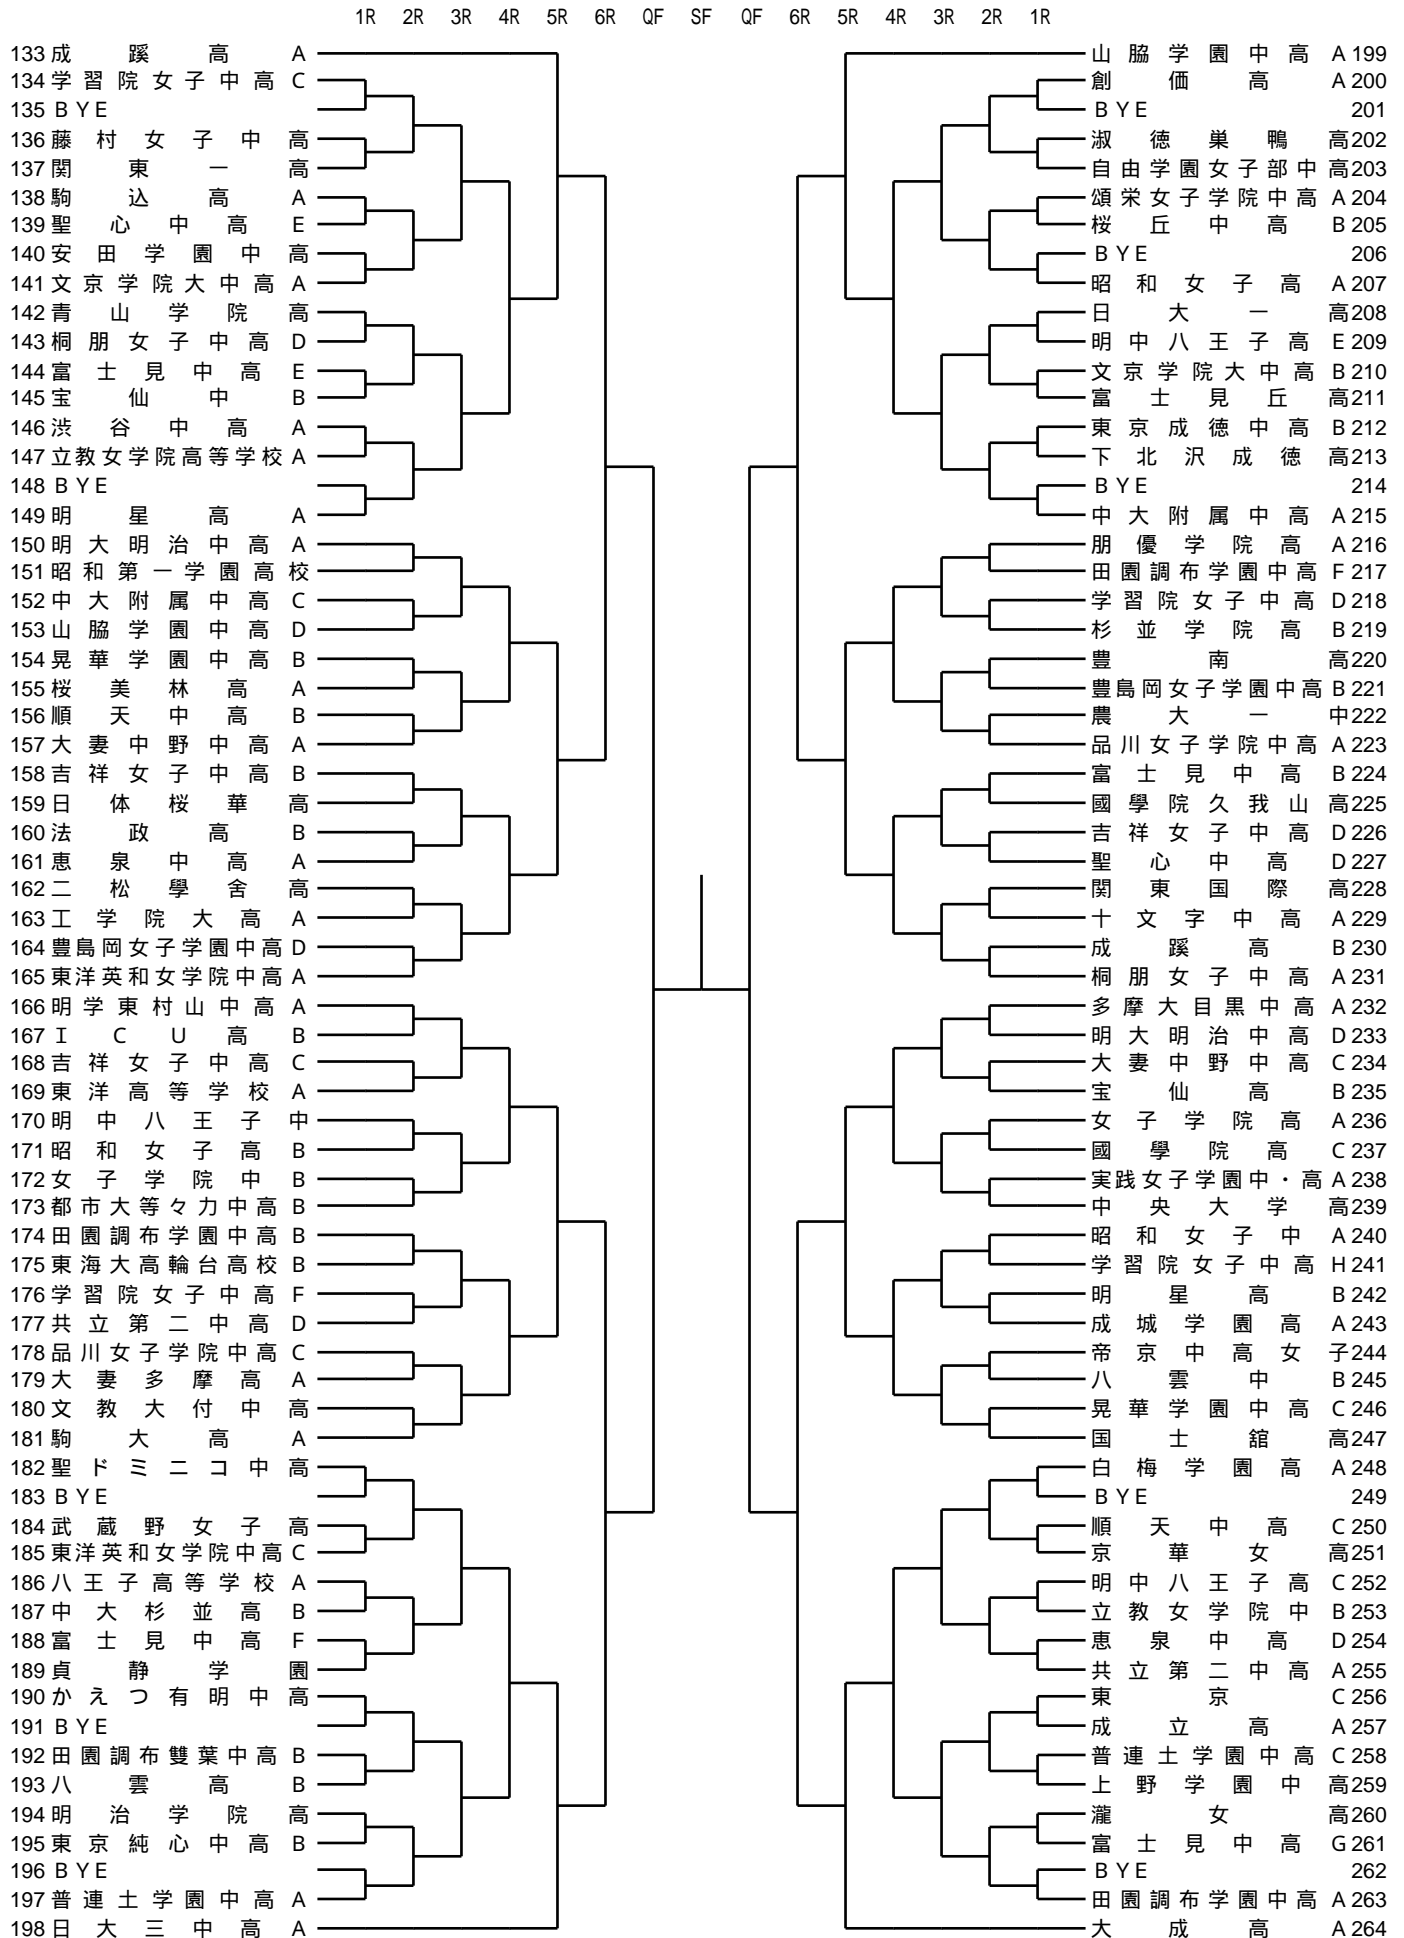 1R 2R 3R 4R 5R 6R QF SF QF 6R 5R 4R 3R 2R 1R
133 成蹊高 A
134 学習院女子中高 C
135 BYE
136 藤村女子中高
137 関東一高
138 駒込高 A
139 聖心中高 E
140 安田学園中高
141 文京学院大中高 A
142 青山学院高
143 桐朋女子中高 D
144 富士見中高 E
145 宝仙中 B
146 渋谷中高 A
147 立教女学院高等学校 A
148 BYE
149 明星高 A
150 明大明治中高 A
151 昭和第一学園高校
152 中大附属中高 C
153 山脇学園中高 D
154 晃華学園中高 B
155 桜美林高 A
156 順天中高 B
157 大妻中野中高 A
158 吉祥女子中高 B
159 日体桜華高
160 法政高 B
161 恵泉中高 A
162 二松學舎高
163 工学院大高 A
164 豊島岡女子学園中高 D
165 東洋英和女学院中高 A
166 明学東村山中高 A
167 ＩＣＵ高 B
168 吉祥女子中高 C
169 東洋高等学校 A
170 明中八王子中
171 昭和女子高 B
172 女子学院中 B
173 都市大等々力中高 B
174 田園調布学園中高 B
175 東海大高輪台高校 B
176 学習院女子中高 F
177 共立第二中高 D
178 品川女子学院中高 C
179 大妻多摩高 A
180 文教大付中高
181 駒大高 A
182 聖ドミニコ中高
183 BYE
184 武蔵野女子高
185 東洋英和女学院中高 C
186 八王子高等学校 A
187 中大杉並高 B
188 富士見中高 F
189 貞静学園
190 かえつ有明中高
191 BYE
192 田園調布雙葉中高 B
193 八雲高 B
194 明治学院高
195 東京純心中高 B
196 BYE
197 普連土学園中高 A
198 日大三中高 A
山脇学園中高 A 199
創価高 A 200
BYE 201
淑徳巣鴨高 202
自由学園女子部中高 203
頌栄女子学院中高 A 204
桜丘中高 B 205
BYE 206
昭和女子高 A 207
日大一高 208
明中八王子高 E 209
文京学院大中高 B 210
富士見丘高 211
東京成徳中高 B 212
下北沢成徳高 213
BYE 214
中大附属中高 A 215
朋優学院高 A 216
田園調布学園中高 F 217
学習院女子中高 D 218
杉並学院高 B 219
豊南高 220
豊島岡女子学園中高 B 221
農大一中 222
品川女子学院中高 A 223
富士見中高 B 224
國學院久我山高 225
吉祥女子中高 D 226
聖心中高 D 227
関東国際高 228
十文字中高 A 229
成蹊高 B 230
桐朋女子中高 A 231
多摩大目黒中高 A 232
明大明治中高 D 233
大妻中野中高 C 234
宝仙高 B 235
女子学院高 A 236
國學院高 C 237
実践女子学園中・高 A 238
中央大学高 239
昭和女子中 A 240
学習院女子中高 H 241
明星高 B 242
成城学園高 A 243
帝京中高女子 244
八雲中 B 245
晃華学園中高 C 246
国士舘高 247
白梅学園高 A 248
BYE 249
順天中高 C 250
京華女高 251
明中八王子高 C 252
立教女学院中 B 253
恵泉中高 D 254
共立第二中高 A 255
東京 C 256
成立高 A 257
普連土学園中高 C 258
上野学園中高 259
瀧女高 260
富士見中高 G 261
BYE 262
田園調布学園中高 A 263
大成高 A 264